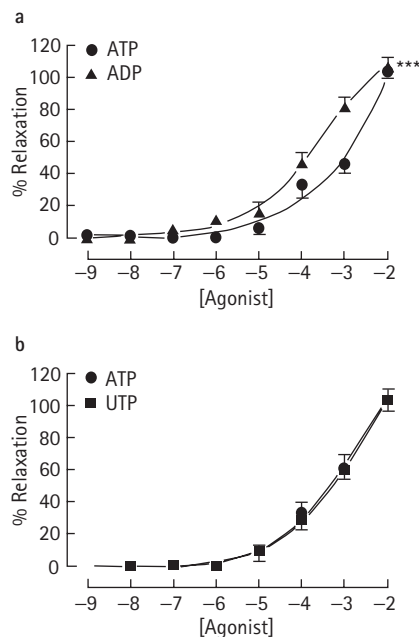 a
120
100
80
60
40
20
0
% Relaxation
ATP
ADP
***
−9 −8 −7 −6 −5 −4 −3 −2
[Agonist]
b
120
100
80
60
40
20
0
% Relaxation
ATP
UTP
−9 −8 −7 −6 −5 −4 −3 −2
[Agonist]